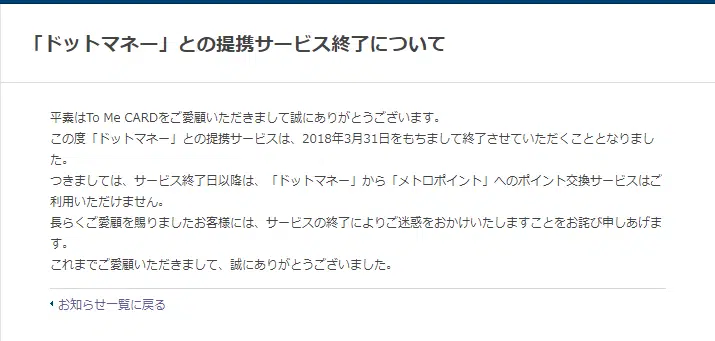 「ドットマネー」との提携サービス終了について
平素はTo Me CARDをご愛顧いただきまして誠にありがとうございます。
この度「ドットマネー」との提携サービスは、2018年3月31日をもちまして終了させていただくこととなりまし
た。
つきましては、サービス終了日以降は、「ドットマネー」から「メトロポイント」へのポイント交換サービスはご
利用いただけません。
長らくご愛顧を賜りましたお客様には、サービスの終了によりご迷惑をおかけいたしますことをお詫び申しあげま
す。
これまでご愛顧いただきまして、誠にありがとうございました。
お知らせ一覧に戻る